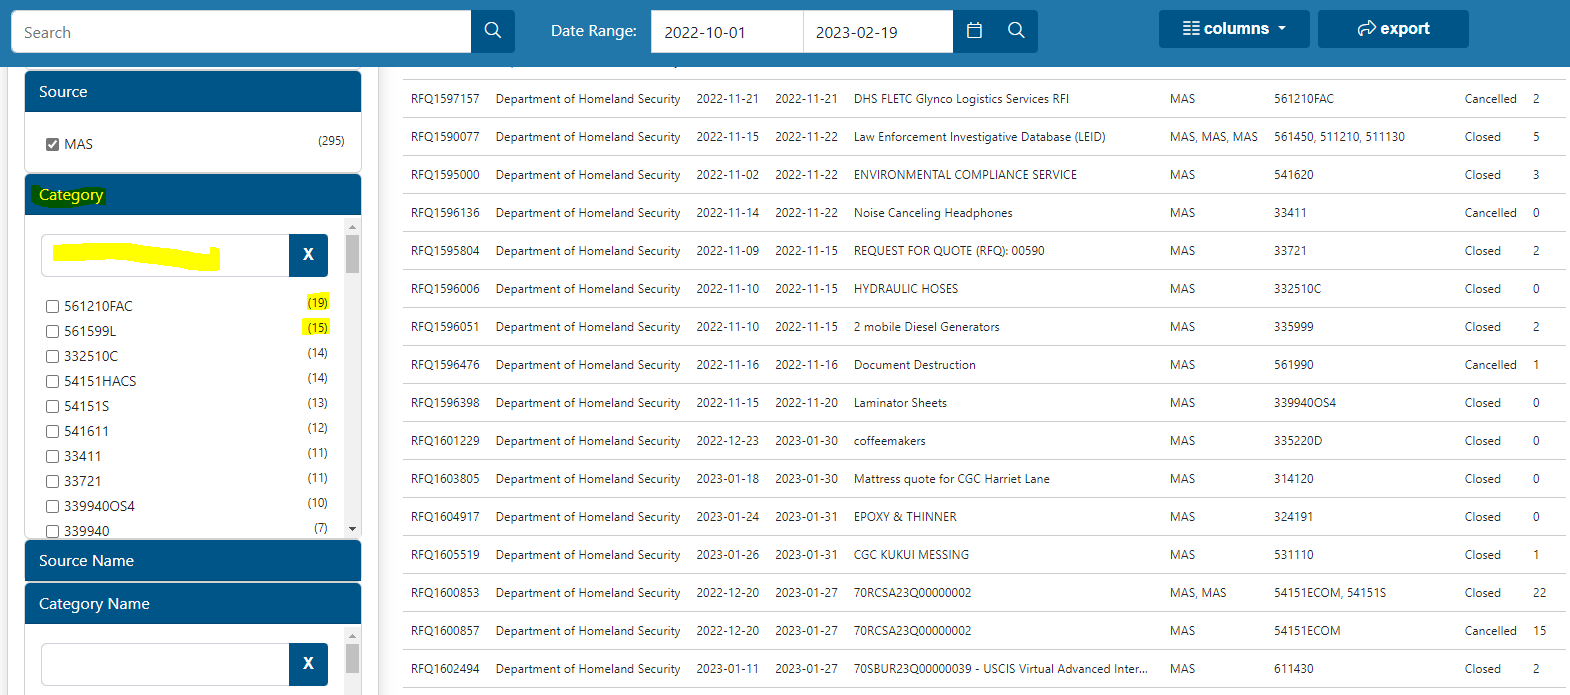 Search
Date Range:
2022-10-01
2023-02-19
columns
export
Source
MAS (295)
Category
X
561210FAC (19)
561599L (15)
332510C (14)
54151HACS (14)
54151S (13)
541611 (12)
33411 (11)
33721 (11)
339940OS4 (10)
339940 (7)
Source Name
Category Name
X
RFQ1597157 Department of Homeland Security 2022-11-21 2022-11-21 DHS FLETC Glynco Logistics Services RFI MAS 561210FAC Cancelled 2
RFQ1590077 Department of Homeland Security 2022-11-15 2022-11-22 Law Enforcement Investigative Database (LEID) MAS, MAS, MAS 561450, 511210, 511130 Closed 5
RFQ1595000 Department of Homeland Security 2022-11-02 2022-11-22 ENVIRONMENTAL COMPLIANCE SERVICE MAS 541620 Closed 3
RFQ1596136 Department of Homeland Security 2022-11-14 2022-11-22 Noise Canceling Headphones MAS 33411 Cancelled 0
RFQ1595804 Department of Homeland Security 2022-11-09 2022-11-15 REQUEST FOR QUOTE (RFQ): 00590 MAS 33721 Closed 2
RFQ1596006 Department of Homeland Security 2022-11-10 2022-11-15 HYDRAULIC HOSES MAS 332510C Closed 0
RFQ1596051 Department of Homeland Security 2022-11-10 2022-11-15 2 mobile Diesel Generators MAS 335999 Closed 2
RFQ1596476 Department of Homeland Security 2022-11-16 2022-11-16 Document Destruction MAS 561990 Cancelled 1
RFQ1596398 Department of Homeland Security 2022-11-15 2022-11-20 Laminator Sheets MAS 339940OS4 Closed 0
RFQ1601229 Department of Homeland Security 2022-12-23 2023-01-30 coffeemakers MAS 335220D Closed 0
RFQ1603805 Department of Homeland Security 2023-01-18 2023-01-30 Mattress quote for CGC Harriet Lane MAS 314120 Closed 0
RFQ1604917 Department of Homeland Security 2023-01-24 2023-01-31 EPOXY & THINNER MAS 324191 Closed 0
RFQ1605519 Department of Homeland Security 2023-01-26 2023-01-31 CGC KUKUI MESSING MAS 531110 Closed 1
RFQ1600853 Department of Homeland Security 2022-12-20 2023-01-27 70RCSA23Q00000002 MAS, MAS 54151ECOM, 54151S Closed 22
RFQ1600857 Department of Homeland Security 2022-12-20 2023-01-27 70RCSA23Q00000002 MAS 54151ECOM Cancelled 15
RFQ1602494 Department of Homeland Security 2023-01-11 2023-01-27 70SBUR23Q00000039 - USCIS Virtual Advanced Inter... MAS 611430 Closed 2